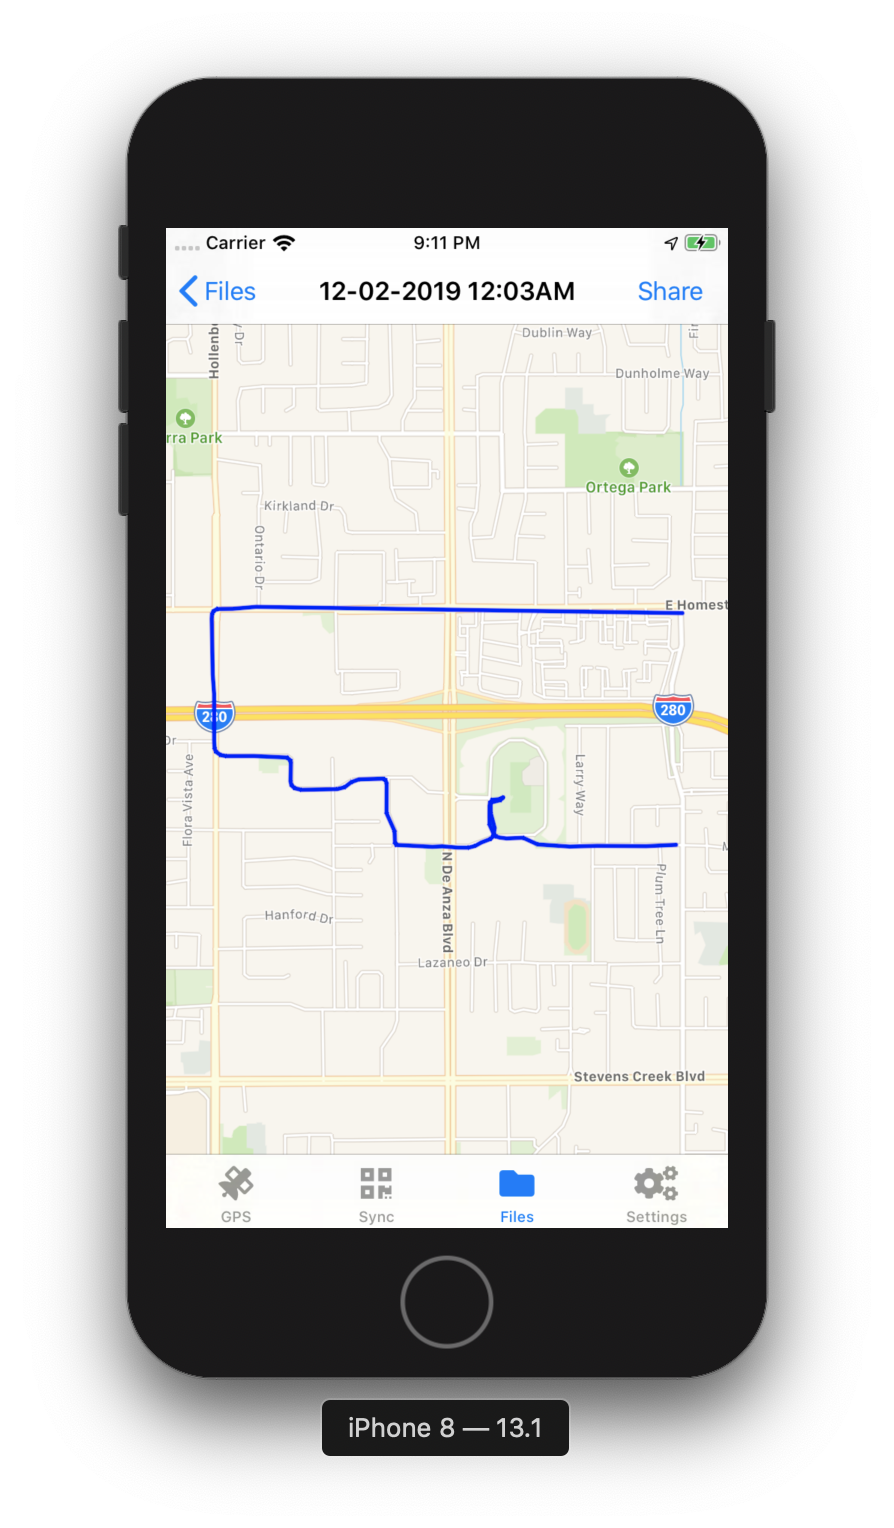 Carrier
9:11 PM
Files
12-02-2019 12:03AM
Share
Dublin Way
Dunholme Way
rra Park
Ortega Park
Kirkland Dr
Ontario Dr
E Homest
280
280
Dr
Flora Vista Ave
Larry Way
N De Anza Blvd
Plum Tree Ln
Hanford Dr
Lazaneo Dr
Stevens Creek Blvd
GPS
Sync
Files
Settings
iPhone 8 — 13.1